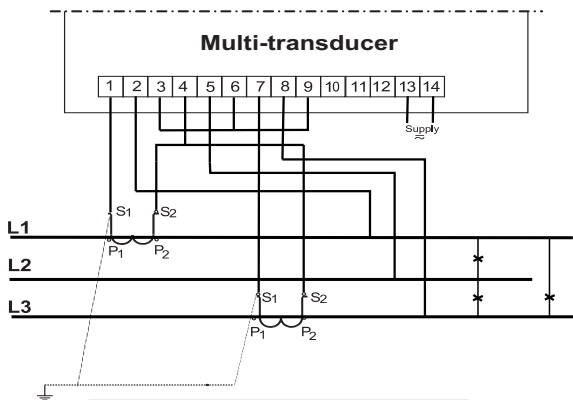 Multi-transducer
1 2 3 4 5 6 7 8 9 10 11 12 13 14
Supply
≂
S1 S2
L1
P1 P2
L2
S1 S2
L3
P1 P2